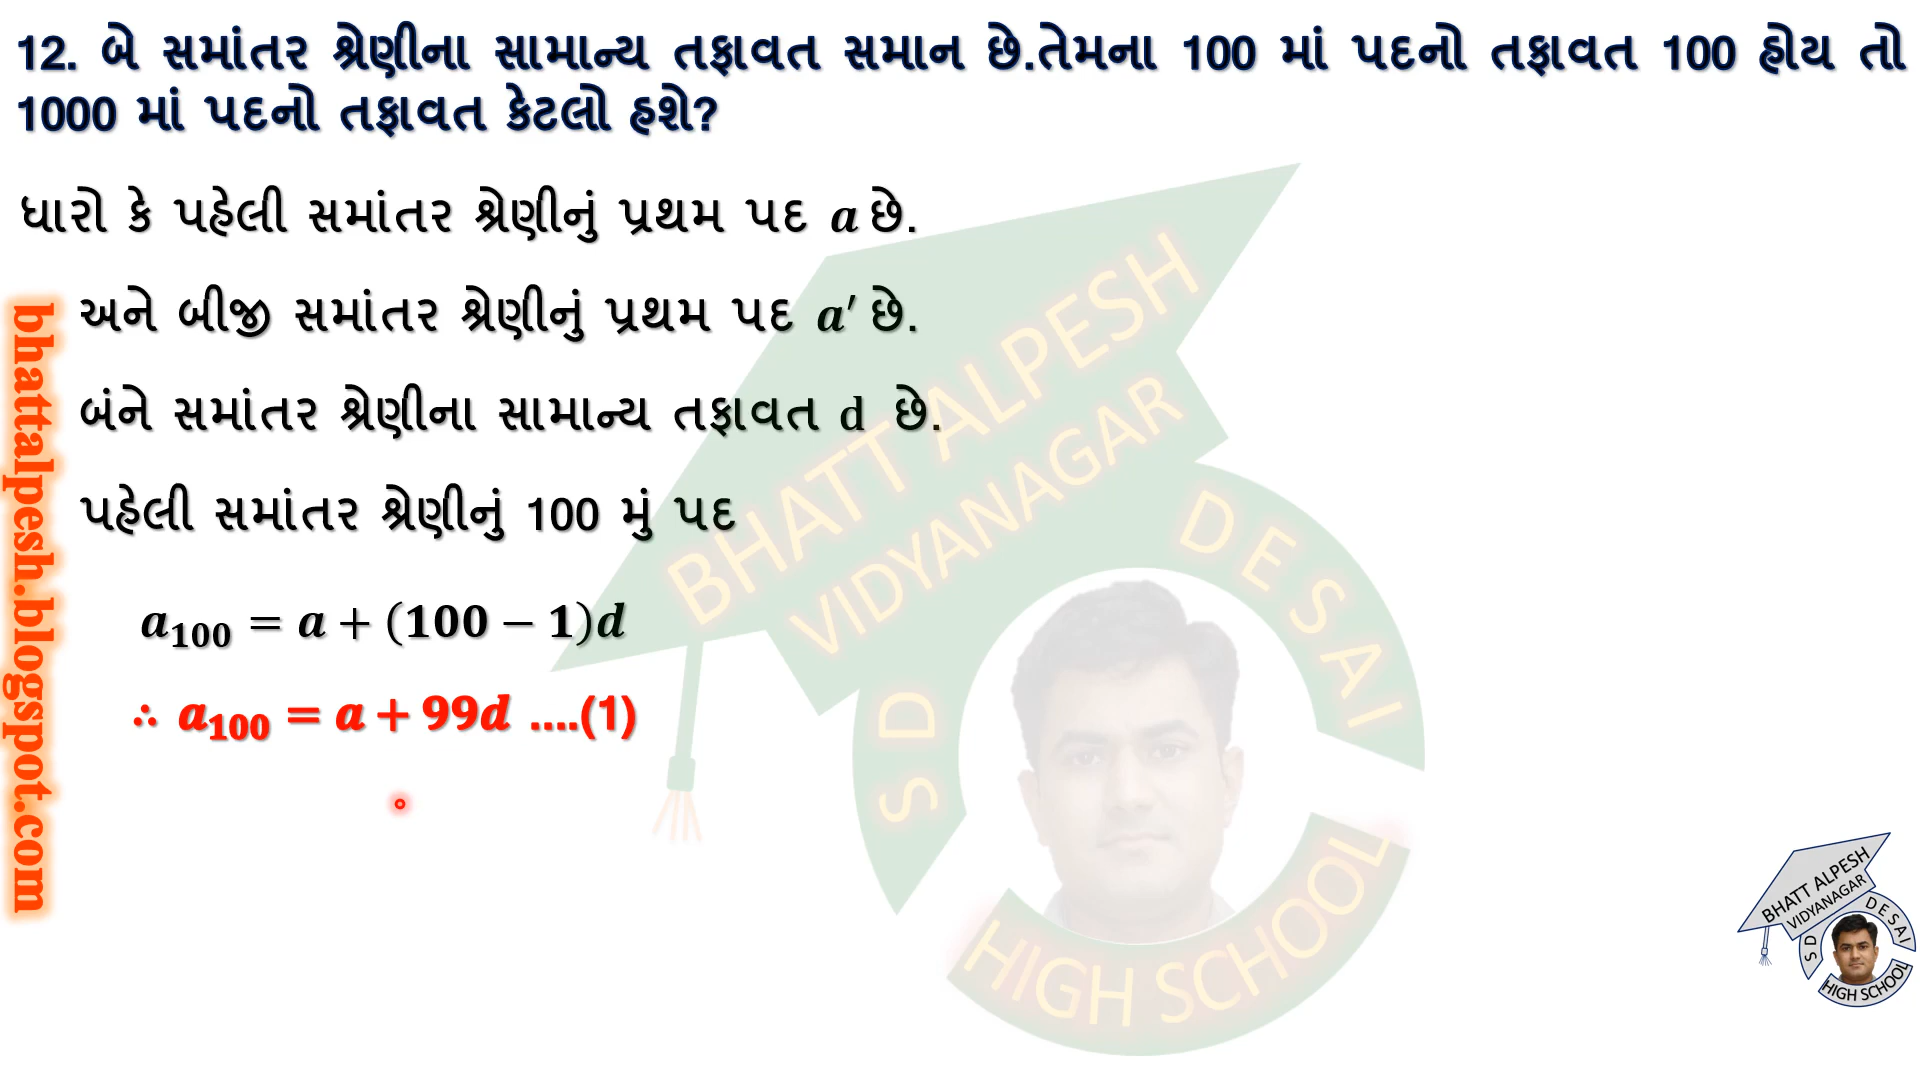 12. બે સમાંતર શ્રેણીના સામાન્ય તફાવત સમાન છે.તેમના 100 માં પદનો તફાવત 100 હોય તો
1000 માં પદનો તફાવત કેટલો હશે?
ધારો કે પહેલી સમાંતર શ્રેણીનું પ્રથમ પદ a છે.
અને બીજી સમાંતર શ્રેણીનું પ્રથમ પદ a′ છે.
બંને સમાંતર શ્રેણીના સામાન્ય તફાવત d છે.
પહેલી સમાંતર શ્રેણીનું 100 મું પદ
a₁₀₀ = a + (100 − 1)d
∴ a₁₀₀ = a + 99d ....(1)
bhattalpesh.blogspot.com
BHATT ALPESH
VIDYANAGAR
S D DESAI
HIGH SCHOOL
BHATT ALPESH
VIDYANAGAR
S D DESAI
HIGH SCHOOL